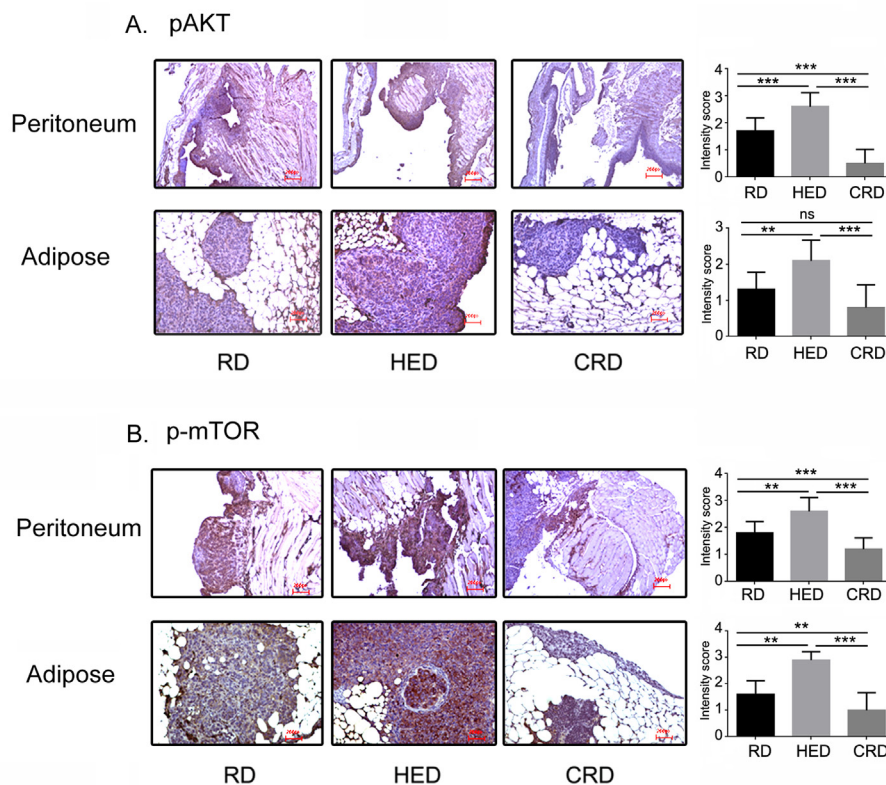 A. pAKT
Peritoneum
Intensity score
4
3
2
1
0
***
*** ***
RD HED CRD
Adipose
Intensity score
3
2
1
0
ns
** ***
RD HED CRD
RD HED CRD
B. p-mTOR
Peritoneum
Intensity score
4
3
2
1
0
***
** ***
RD HED CRD
Adipose
Intensity score
4
3
2
1
0
**
** ***
RD HED CRD
RD HED CRD